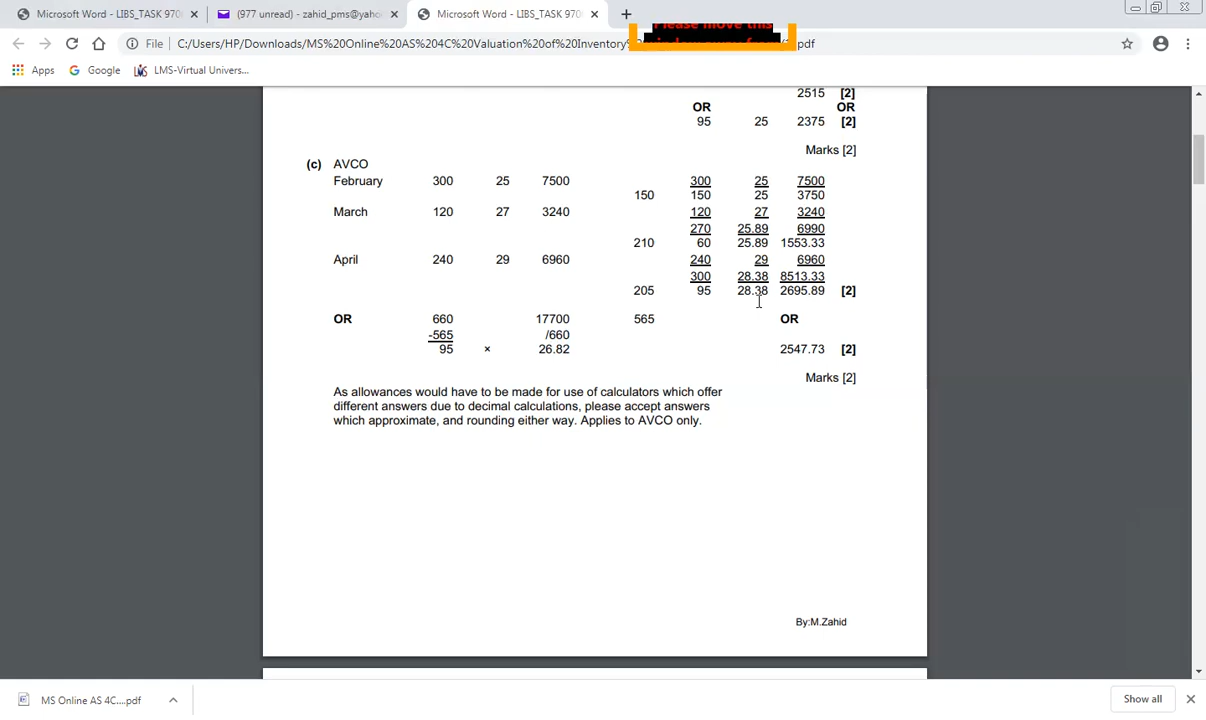 Microsoft Word - LIBS_TASK 970
(977 unread) - zahid_pms@yaho
Microsoft Word - LIBS_TASK 970
Please move this
File C:/Users/HP/Downloads/MS%20Online%20AS%204C%20Valuation%20of%20Inventory% .pdf
Apps Google LMS-Virtual Univers...
2515 [2]
OR OR
95 25 2375 [2]
Marks [2]
(c) AVCO
February 300 25 7500 300 25 7500
150 150 25 3750
March 120 27 3240 120 27 3240
270 25.89 6990
210 60 25.89 1553.33
April 240 29 6960 240 29 6960
300 28.38 8513.33
205 95 28.38 2695.89 [2]
OR 660 17700 565 OR
-565 /660
95 × 26.82 2547.73 [2]
Marks [2]
As allowances would have to be made for use of calculators which offer
different answers due to decimal calculations, please accept answers
which approximate, and rounding either way. Applies to AVCO only.
By:M.Zahid
MS Online AS 4C....pdf
Show all